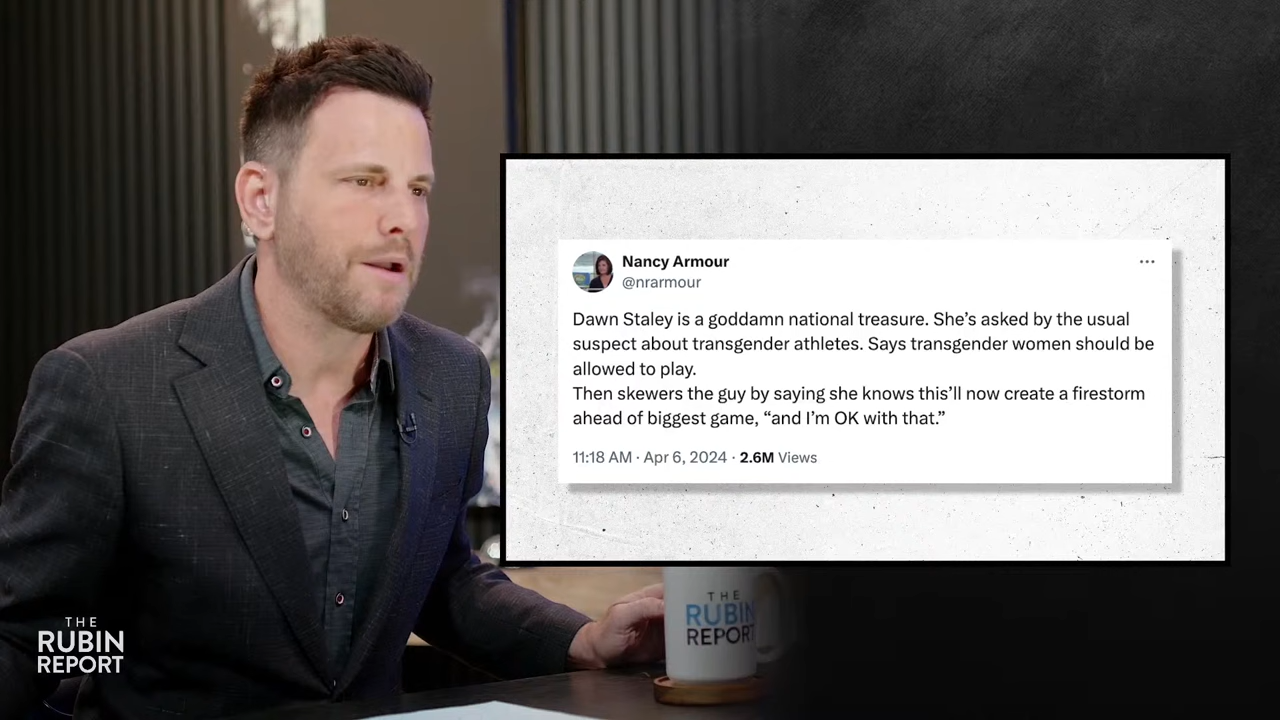 Nancy Armour
@nrarmour
Dawn Staley is a goddamn national treasure. She’s asked by the usual
suspect about transgender athletes. Says transgender women should be
allowed to play.
Then skewers the guy by saying she knows this’ll now create a firestorm
ahead of biggest game, “and I’m OK with that.”
11:18 AM · Apr 6, 2024 · 2.6M Views
THE
RUBIN
REPORT
THE
RUBIN
REPORT